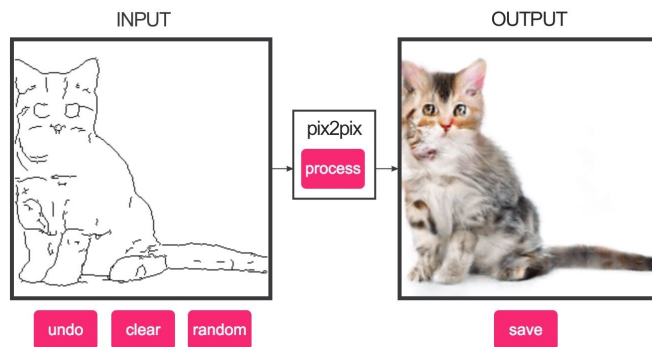 INPUT
OUTPUT
pix2pix
process
undo
clear
random
save